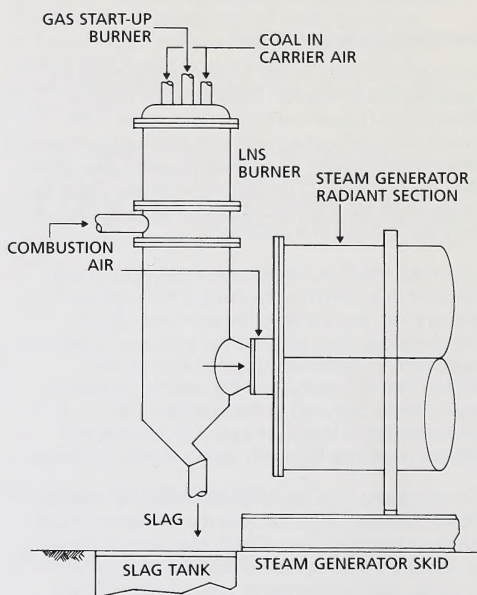 GAS START-UP
BURNER
COAL IN
CARRIER AIR
LNS
BURNER
STEAM GENERATOR
RADIANT SECTION
COMBUSTION
AIR
SLAG
SLAG TANK
STEAM GENERATOR SKID